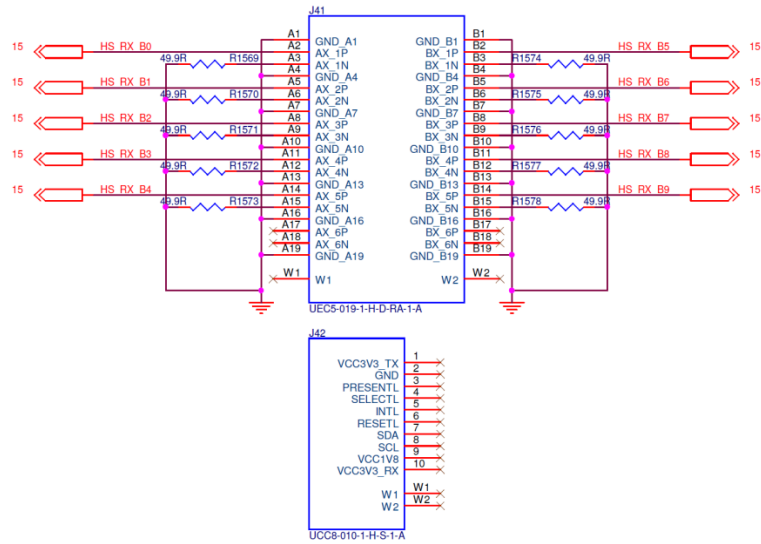 J41
15 HS_RX_B0 49.9R R1569 A1 GND_A1 GND_B1 B1 R1574 49.9R HS_RX_B5 15
A2 AX_1P BX_1P B2
A3 AX_1N BX_1N B3
A4 GND_A4 GND_B4 B4
15 HS_RX_B1 49.9R R1570 A5 AX_2P BX_2P B5 R1575 49.9R HS_RX_B6 15
A6 AX_2N BX_2N B6
A7 GND_A7 GND_B7 B7
15 HS_RX_B2 49.9R R1571 A8 AX_3P BX_3P B8 R1576 49.9R HS_RX_B7 15
A9 AX_3N BX_3N B9
A10 GND_A10 GND_B10 B10
15 HS_RX_B3 49.9R R1572 A11 AX_4P BX_4P B11 R1577 49.9R HS_RX_B8 15
A12 AX_4N BX_4N B12
A13 GND_A13 GND_B13 B13
15 HS_RX_B4 49.9R R1573 A14 AX_5P BX_5P B14 R1578 49.9R HS_RX_B9 15
A15 AX_5N BX_5N B15
A16 GND_A16 GND_B16 B16
A17 AX_6P BX_6P B17
A18 AX_6N BX_6N B18
A19 GND_A19 GND_B19 B19
W1 W1 W2 W2
UEC5-019-1-H-D-RA-1-A
J42
VCC3V3_TX 1
GND 2
PRESENTL 3
SELECTL 4
INTL 5
RESETL 6
SDA 7
SCL 8
VCC1V8 9
VCC3V3_RX 10
W1 W1
W2 W2
UCC8-010-1-H-S-1-A